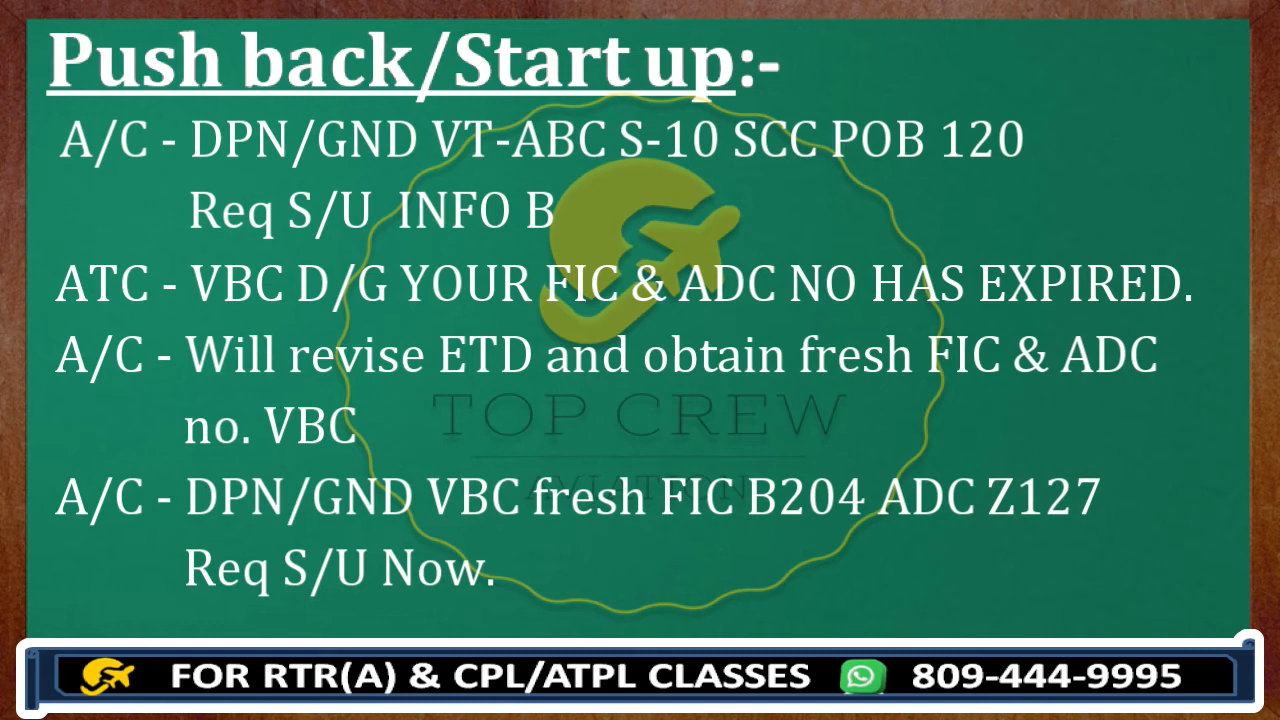 Push back/Start up:-
A/C - DPN/GND VT-ABC S-10 SCC POB 120
Req S/U INFO B
ATC - VBC D/G YOUR FIC & ADC NO HAS EXPIRED.
A/C - Will revise ETD and obtain fresh FIC & ADC
no. VBC
TOP CREW
AVIATION
A/C - DPN/GND VBC fresh FIC B204 ADC Z127
Req S/U Now.
FOR RTR(A) & CPL/ATPL CLASSES 809-444-9995